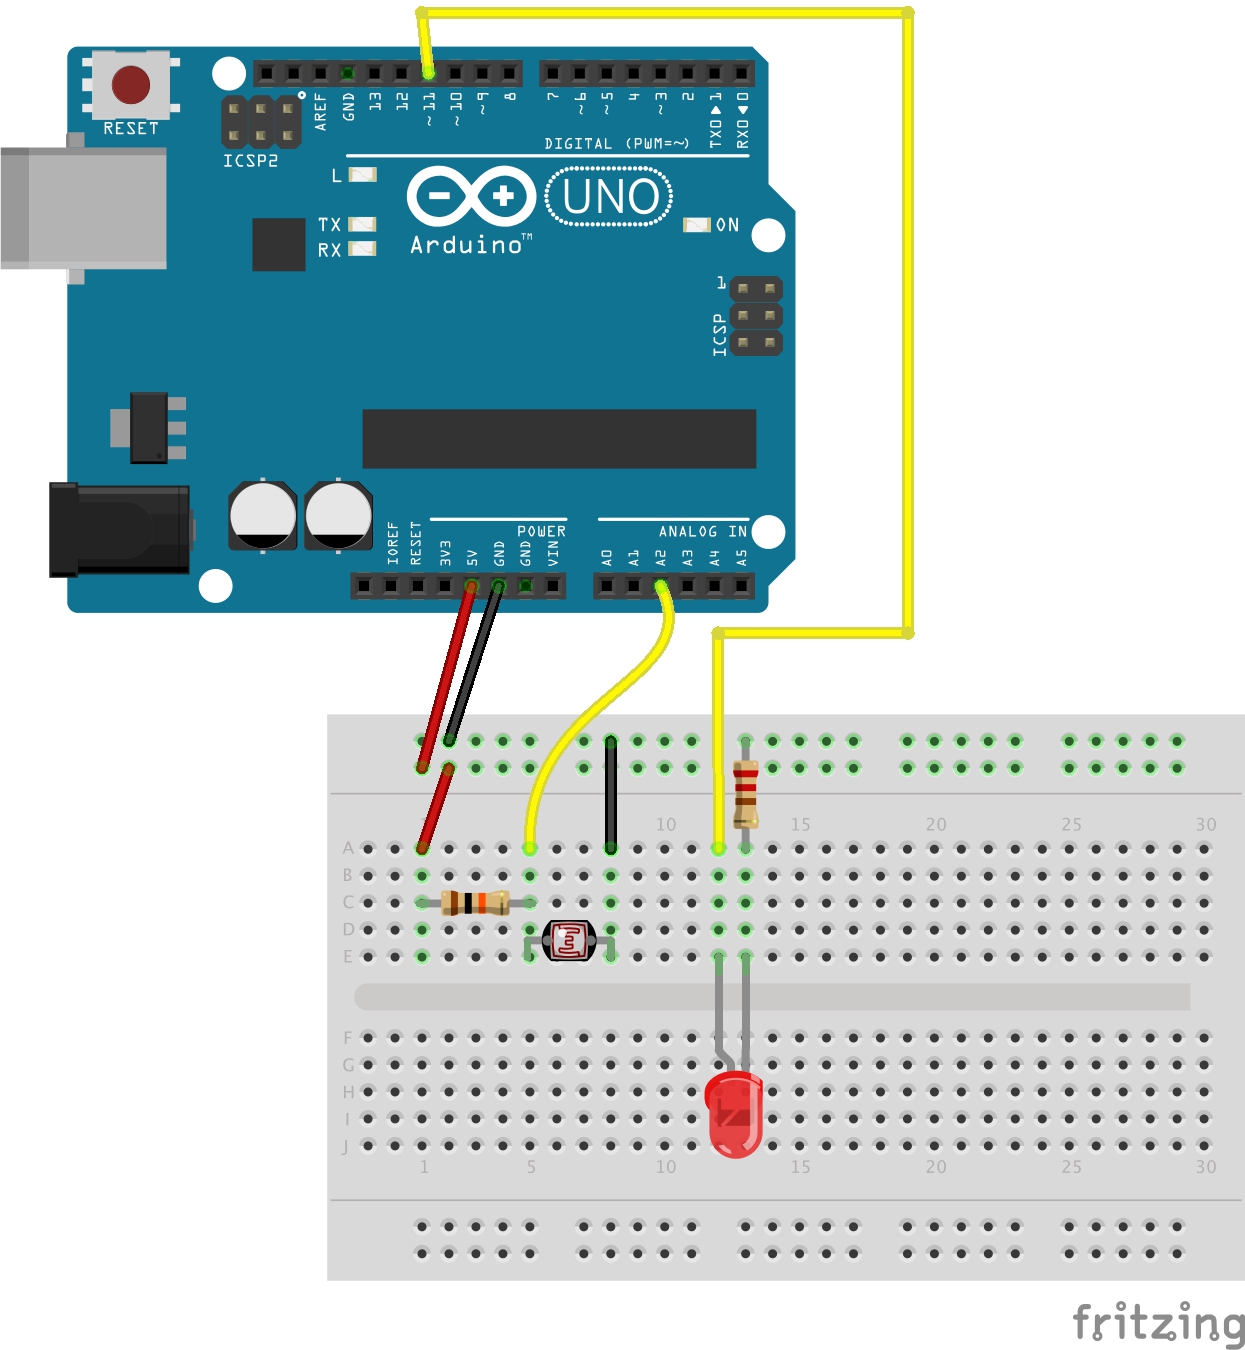 RESET
ICSP2
AREF
GND
13
12
~11
~10
~9
8
7
~6
~5
4
~3
2
TX0▶1
RX0◀0
DIGITAL (PWM=~)
L
TX
RX
UNO
Arduino™
ON
1
ICSP
POWER
ANALOG IN
IOREF
RESET
3V3
5V
GND
GND
VIN
A0
A1
A2
A3
A4
A5
10 15 20 25 30
A
B
C
D
E
F
G
H
I
J
1 5 10 15 20 25 30
fritzing